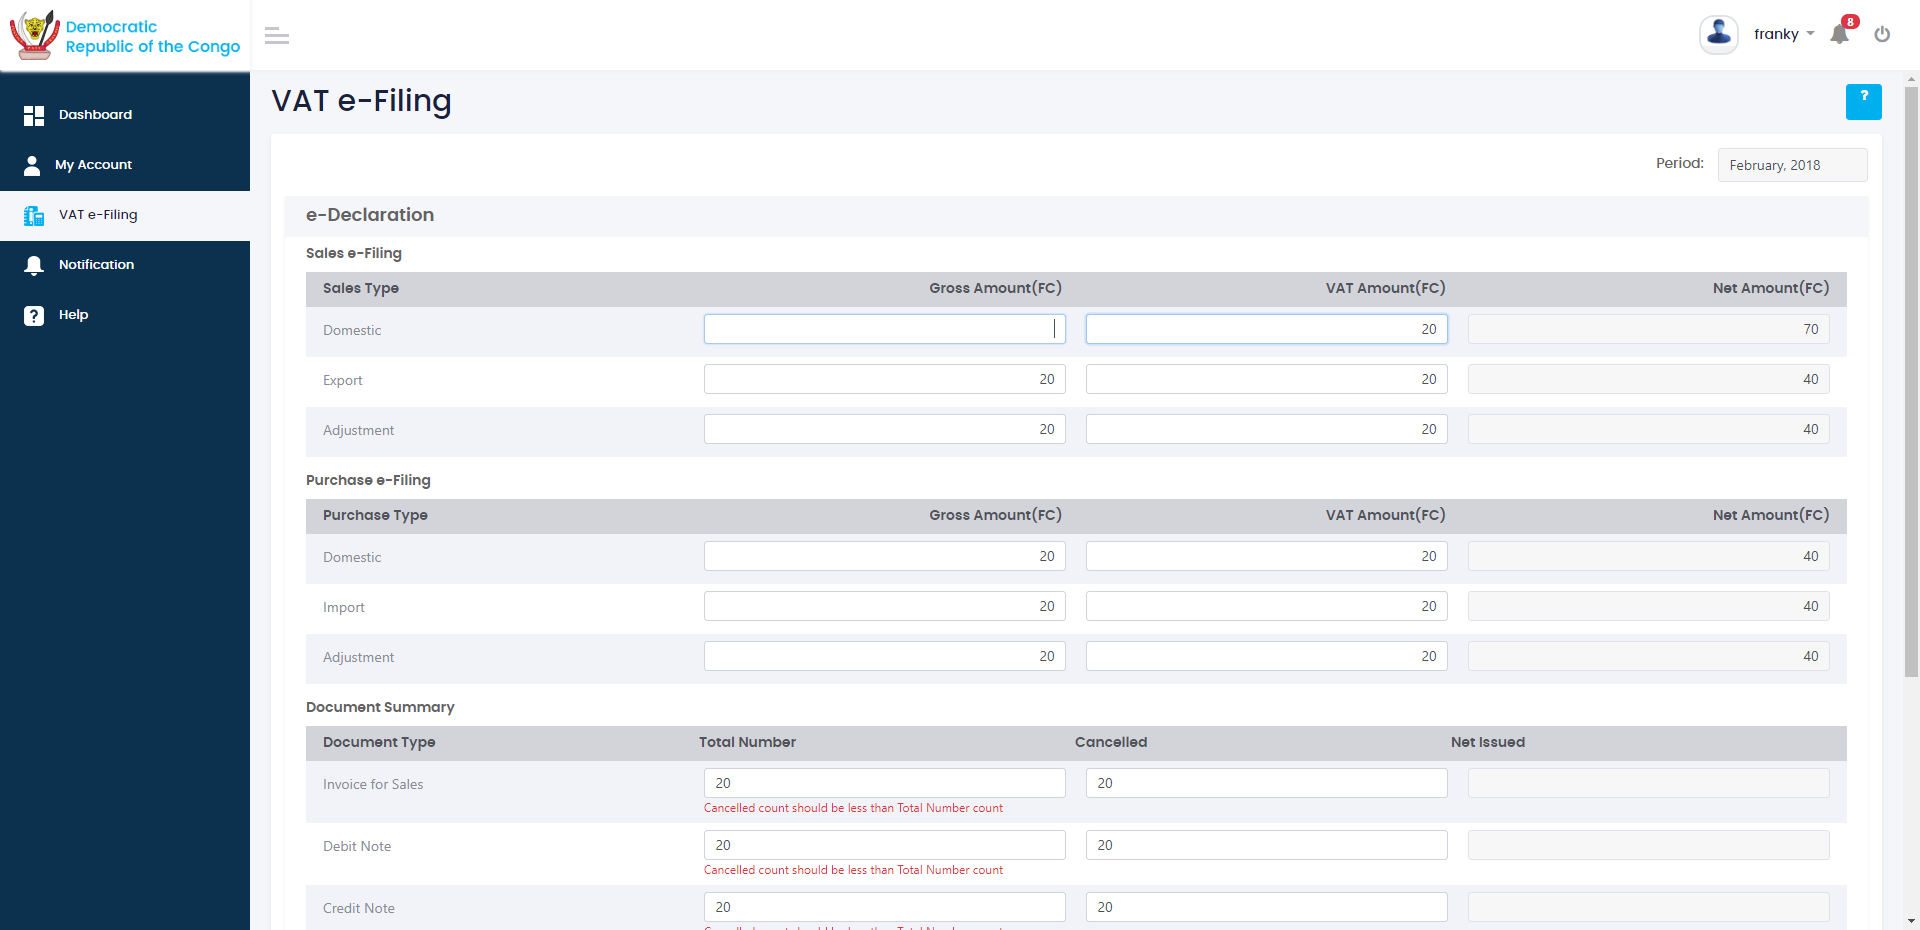 Democratic
Republic of the Congo
franky
8
Dashboard
My Account
VAT e-Filing
Notification
Help
VAT e-Filing
?
Period: February, 2018
e-Declaration
Sales e-Filing
Sales Type Gross Amount(FC) VAT Amount(FC) Net Amount(FC)
Domestic 20 70
Export 20 20 40
Adjustment 20 20 40
Purchase e-Filing
Purchase Type Gross Amount(FC) VAT Amount(FC) Net Amount(FC)
Domestic 20 20 40
Import 20 20 40
Adjustment 20 20 40
Document Summary
Document Type Total Number Cancelled Net Issued
Invoice for Sales 20 20
Cancelled count should be less than Total Number count
Debit Note 20 20
Cancelled count should be less than Total Number count
Credit Note 20 20